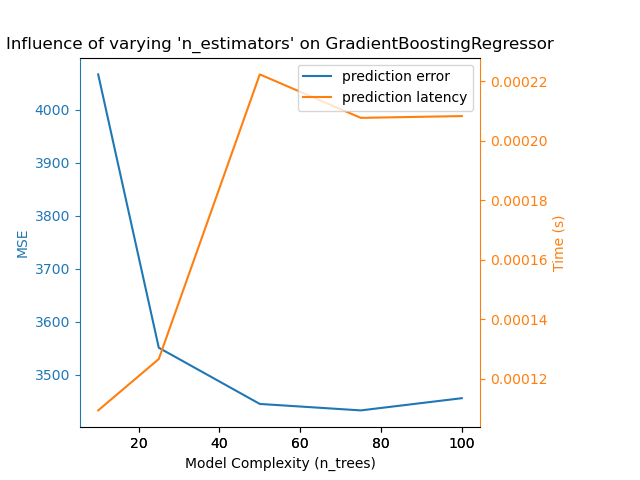 Influence of varying 'n_estimators' on GradientBoostingRegressor
prediction error
prediction latency
4000
3900
3800
3700
3600
3500
MSE
0.00022
0.00020
0.00018
0.00016
0.00014
0.00012
Time (s)
20 40 60 80 100
Model Complexity (n_trees)